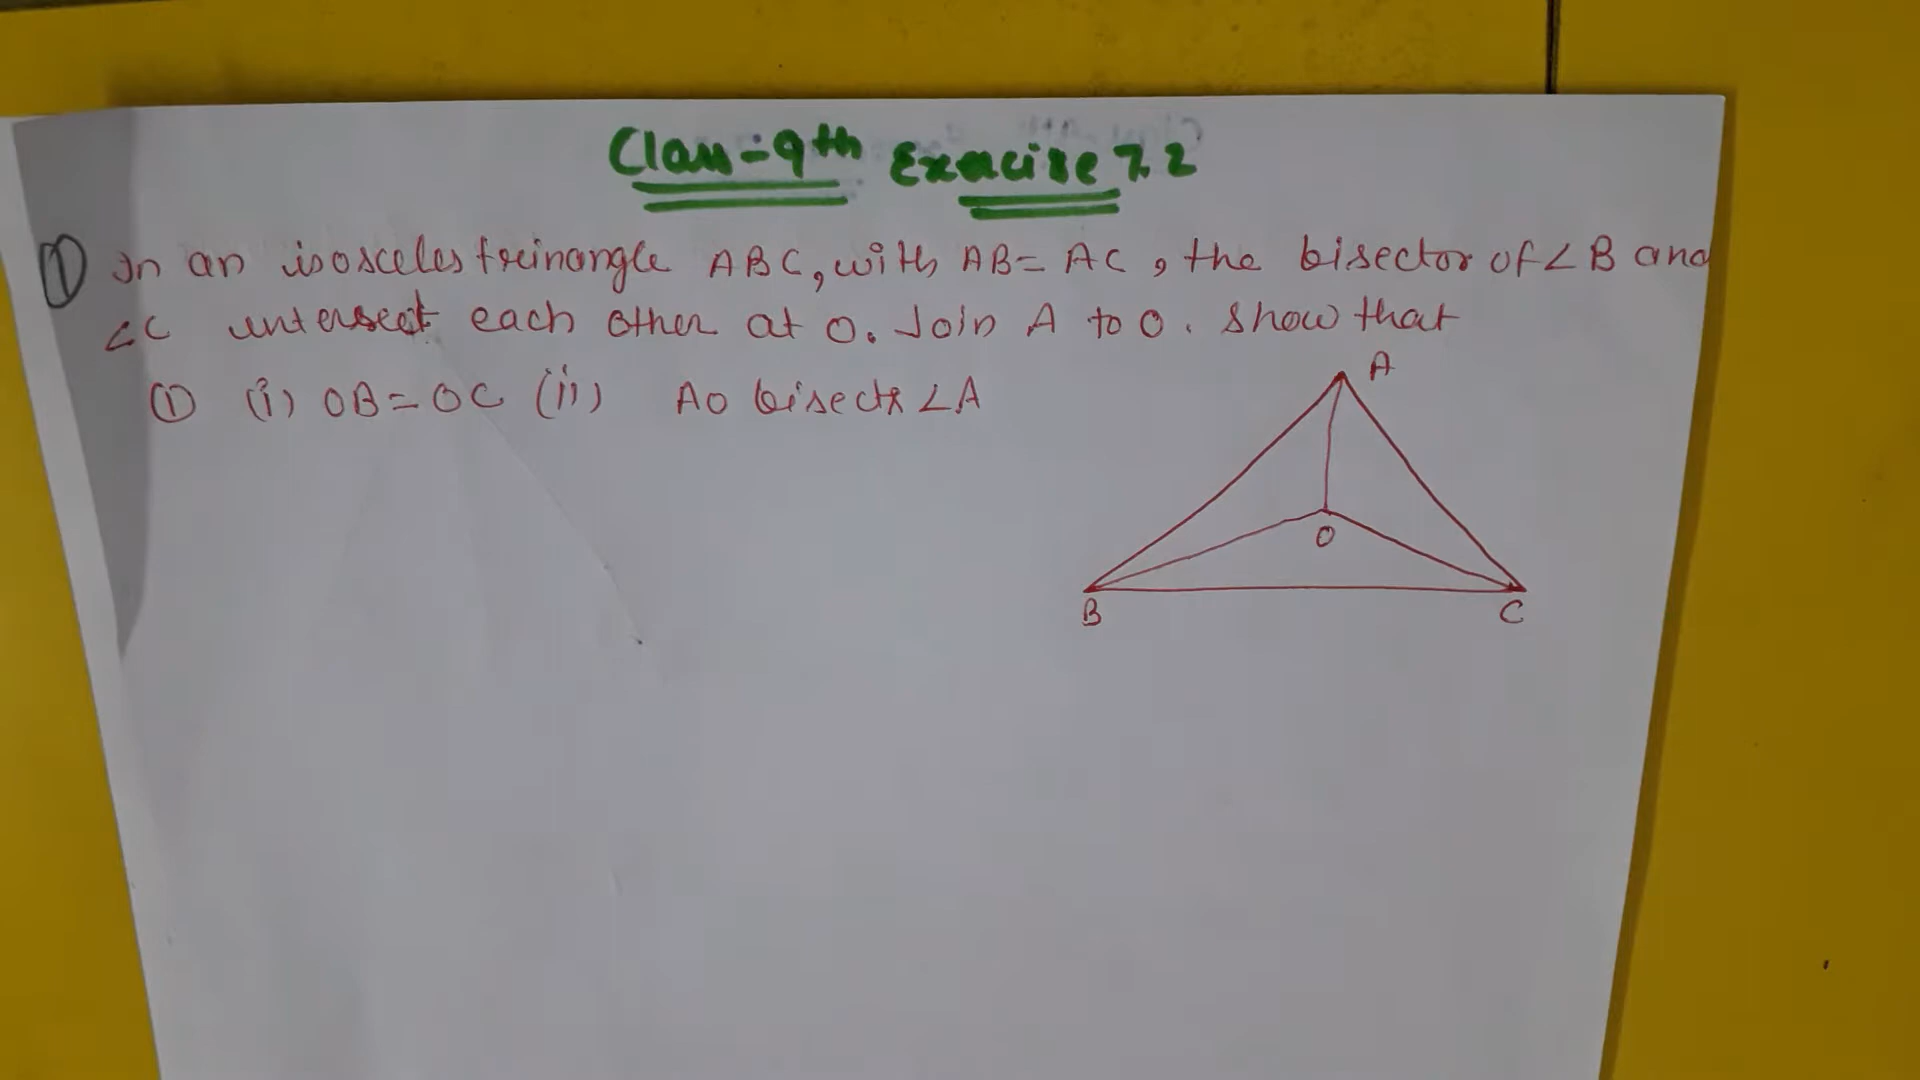 Class-9th Exercise 7.2
① In an isosceles treinangle ABC, with AB= AC, the bisector of ∠B and
∠C intersect each other at O. Join A to O. Show that
① (i) OB=OC (ii) AO bisects ∠A
A
O
B
C